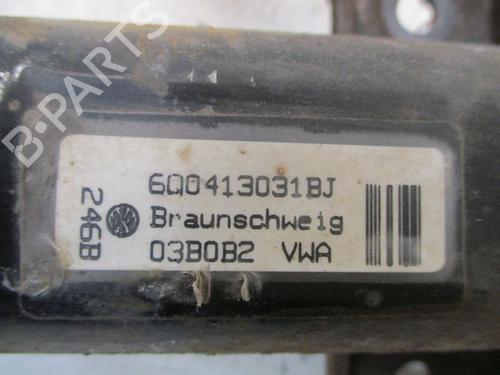 B-PARTS
6Q0413031BJ
Braunschweig
03B0B2 VWA
246B